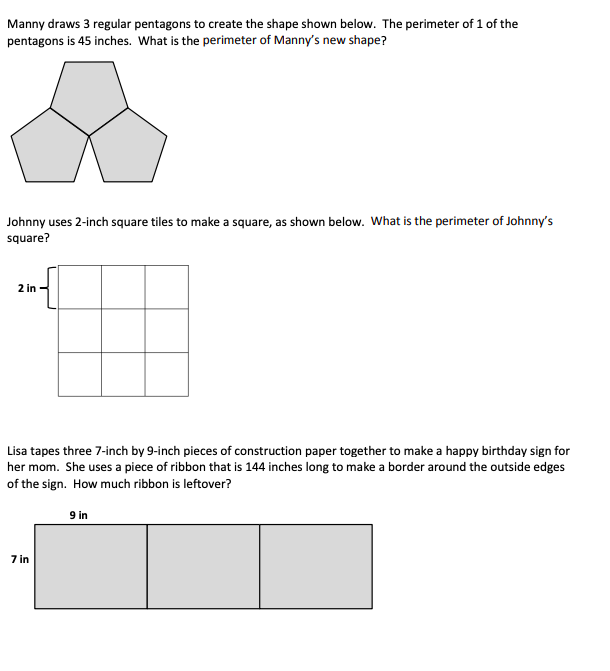 Manny draws 3 regular pentagons to create the shape shown below. The perimeter of 1 of the
pentagons is 45 inches. What is the perimeter of Manny's new shape?
Johnny uses 2-inch square tiles to make a square, as shown below. What is the perimeter of Johnny's
square?
2 in
Lisa tapes three 7-inch by 9-inch pieces of construction paper together to make a happy birthday sign for
her mom. She uses a piece of ribbon that is 144 inches long to make a border around the outside edges
of the sign. How much ribbon is leftover?
9 in
7 in